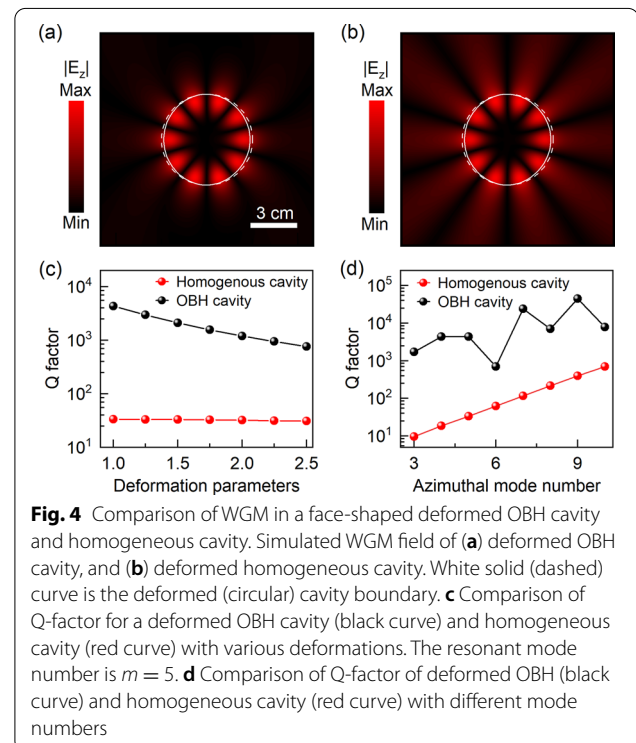 (a)
(b)
|E_z|
Max
Min
3 cm
|E_z|
Max
Min
(c)
Homogenous cavity
OBH cavity
Q factor
10^4
10^3
10^2
10^1
1.0 1.5 2.0 2.5
Deformation parameters
(d)
Homogenous cavity
OBH cavity
Q factor
10^5
10^4
10^3
10^2
10^1
3 6 9
Azimuthal mode number
Fig. 4 Comparison of WGM in a face-shaped deformed OBH cavity
and homogeneous cavity. Simulated WGM field of (a) deformed OBH
cavity, and (b) deformed homogeneous cavity. White solid (dashed)
curve is the deformed (circular) cavity boundary. c Comparison of
Q-factor for a deformed OBH cavity (black curve) and homogeneous
cavity (red curve) with various deformations. The resonant mode
number is m = 5. d Comparison of Q-factor of deformed OBH (black
curve) and homogeneous cavity (red curve) with different mode
numbers